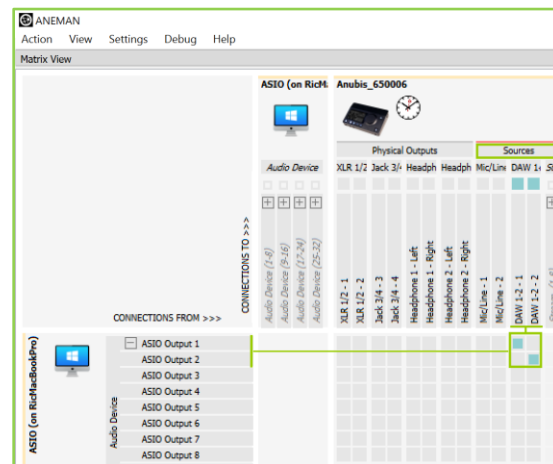 ANEMAN
Action View Settings Debug Help
Matrix View
ASIO (on RicM: Anubis_650006
Physical Outputs Sources
Audio Device XLR 1/2 Jack 3/4 Headph Headph Mic/Line DAW 1-
CONNECTIONS TO >>>
Audio Device (1-8)
Audio Device (9-16)
Audio Device (17-24)
Audio Device (25-32)
XLR 1/2 - 1
XLR 1/2 - 2
Jack 3/4 - 3
Jack 3/4 - 4
Headphone 1 - Left
Headphone 1 - Right
Headphone 2 - Left
Headphone 2 - Right
Mic/Line - 1
Mic/Line - 2
DAW 1-2 - 1
DAW 1-2 - 2
CONNECTIONS FROM >>>
ASIO (on RicMacBookPro)
Audio Device
ASIO Output 1
ASIO Output 2
ASIO Output 3
ASIO Output 4
ASIO Output 5
ASIO Output 6
ASIO Output 7
ASIO Output 8